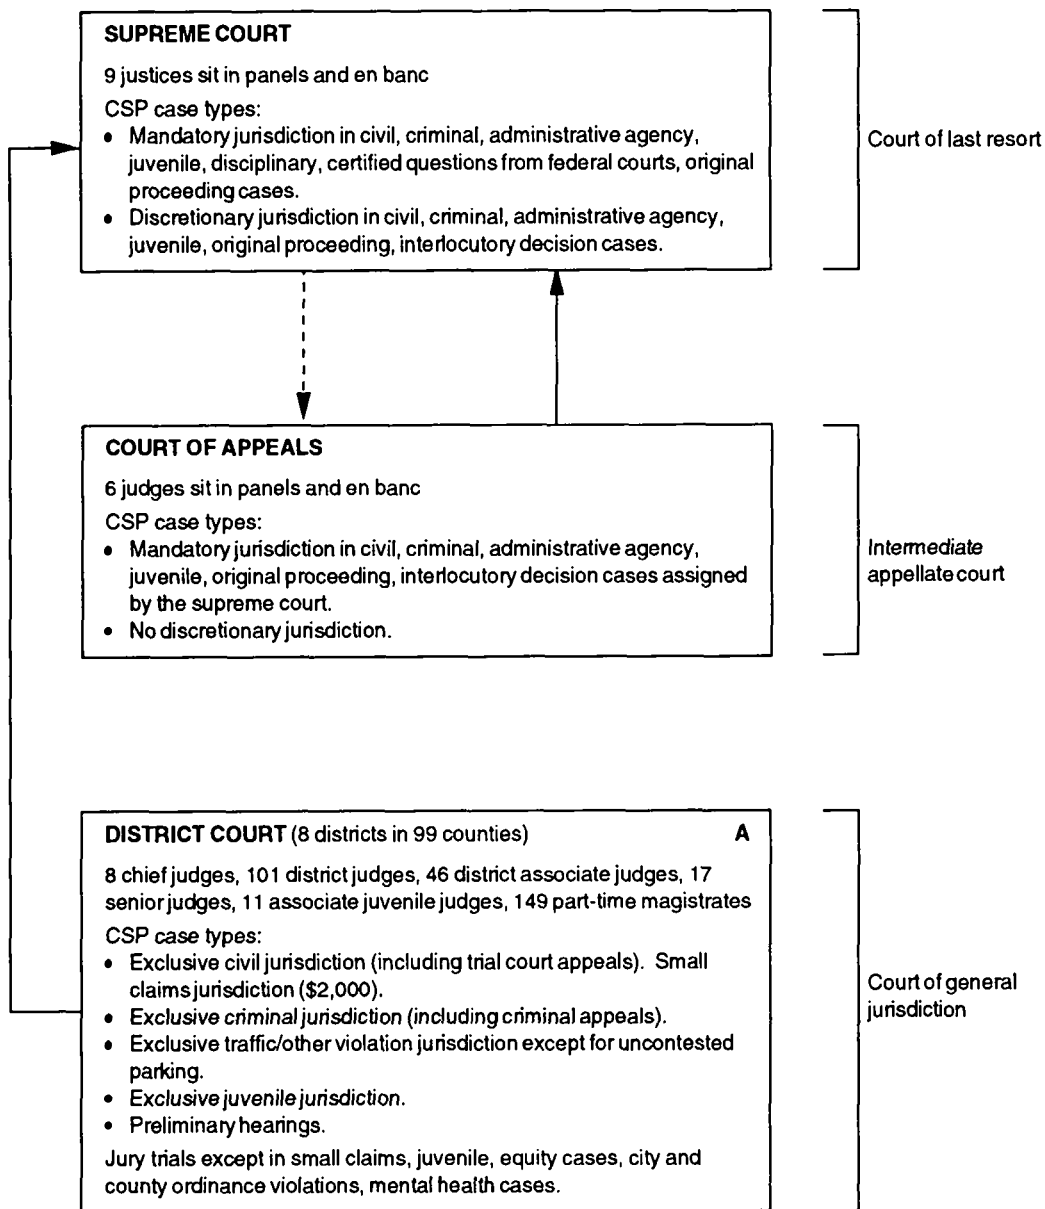 SUPREME COURT
9 justices sit in panels and en banc
CSP case types:
• Mandatory jurisdiction in civil, criminal, administrative agency,
juvenile, disciplinary, certified questions from federal courts, original
proceeding cases.
• Discretionary jurisdiction in civil, criminal, administrative agency,
juvenile, original proceeding, interlocutory decision cases.
Court of last resort
COURT OF APPEALS
6 judges sit in panels and en banc
CSP case types:
• Mandatory jurisdiction in civil, criminal, administrative agency,
juvenile, original proceeding, interlocutory decision cases assigned
by the supreme court.
• No discretionary jurisdiction.
Intermediate
appellate court
DISTRICT COURT (8 districts in 99 counties) A
8 chief judges, 101 district judges, 46 district associate judges, 17
senior judges, 11 associate juvenile judges, 149 part-time magistrates
CSP case types:
• Exclusive civil jurisdiction (including trial court appeals). Small
claims jurisdiction ($2,000).
• Exclusive criminal jurisdiction (including criminal appeals).
• Exclusive traffic/other violation jurisdiction except for uncontested
parking.
• Exclusive juvenile jurisdiction.
• Preliminary hearings.
Jury trials except in small claims, juvenile, equity cases, city and
county ordinance violations, mental health cases.
Court of general
jurisdiction